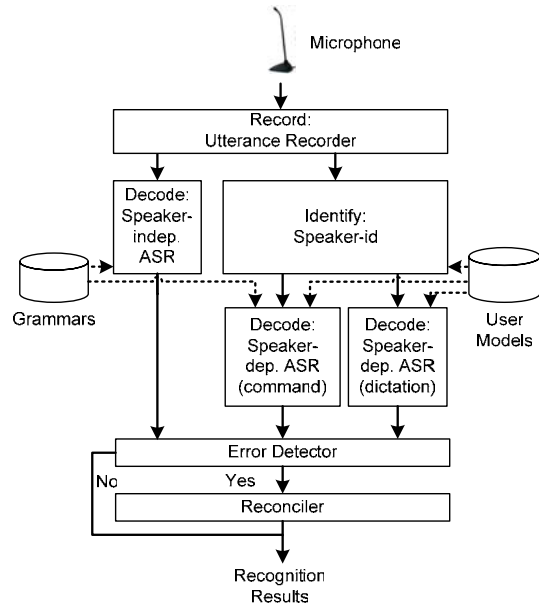 Microphone
Record:
Utterance Recorder
Decode:
Speaker-
indep.
ASR
Identify:
Speaker-id
Grammars
User
Models
Decode:
Speaker-
dep. ASR
(command)
Decode:
Speaker-
dep. ASR
(dictation)
Error Detector
No
Yes
Reconciler
Recognition
Results